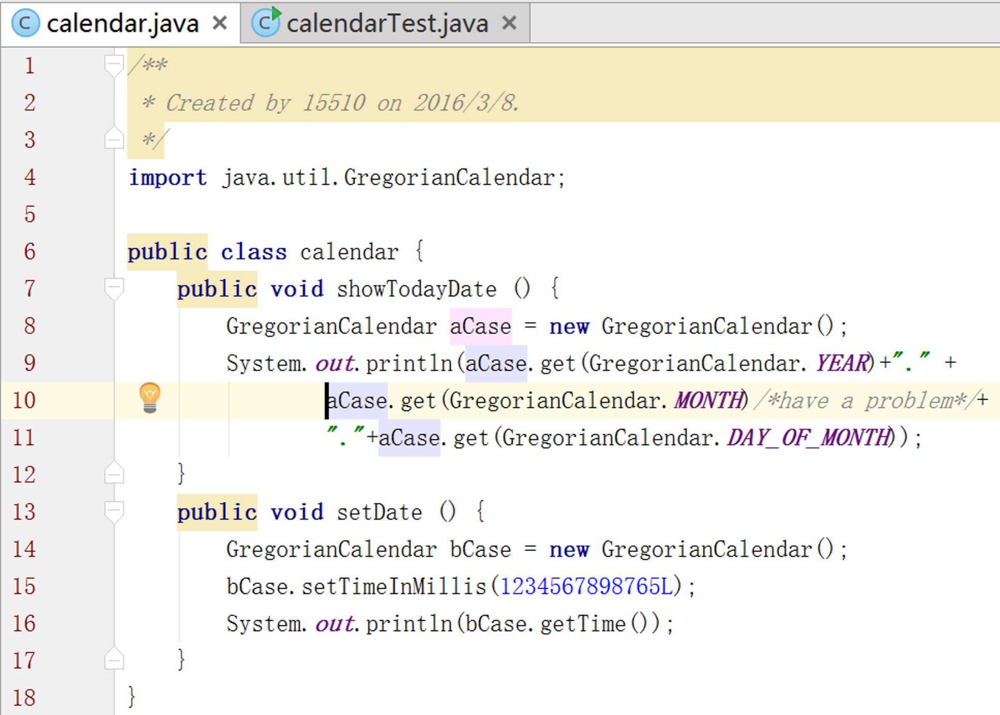 calendar.java
calendarTest.java
1 /**
2 * Created by 15510 on 2016/3/8.
3 */
4 import java.util.GregorianCalendar;
5
6 public class calendar {
7 public void showTodayDate () {
8 GregorianCalendar aCase = new GregorianCalendar();
9 System.out.println(aCase.get(GregorianCalendar.YEAR)+"." +
10 aCase.get(GregorianCalendar.MONTH)/*have a problem*/+
11 "."+aCase.get(GregorianCalendar.DAY_OF_MONTH));
12 }
13 public void setDate () {
14 GregorianCalendar bCase = new GregorianCalendar();
15 bCase.setTimeInMillis(1234567898765L);
16 System.out.println(bCase.getTime());
17 }
18 }